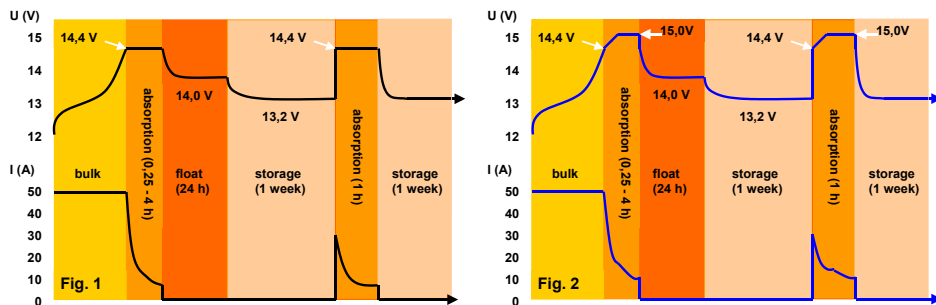 U (V)
15
14
13
12
I (A)
50
40
30
20
10
0
14,4 V
14,0 V
13,2 V
14,4 V
bulk
absorption (0,25 - 4 h)
float
(24 h)
storage
(1 week)
absorption (1 h)
storage
(1 week)
Fig. 1
U (V)
15
14
13
12
I (A)
50
40
30
20
10
0
14,4 V
15,0V
14,0 V
13,2 V
14,4 V
15,0V
bulk
absorption (0,25 - 4 h)
float
(24 h)
storage
(1 week)
absorption (1 h)
storage
(1 week)
Fig. 2